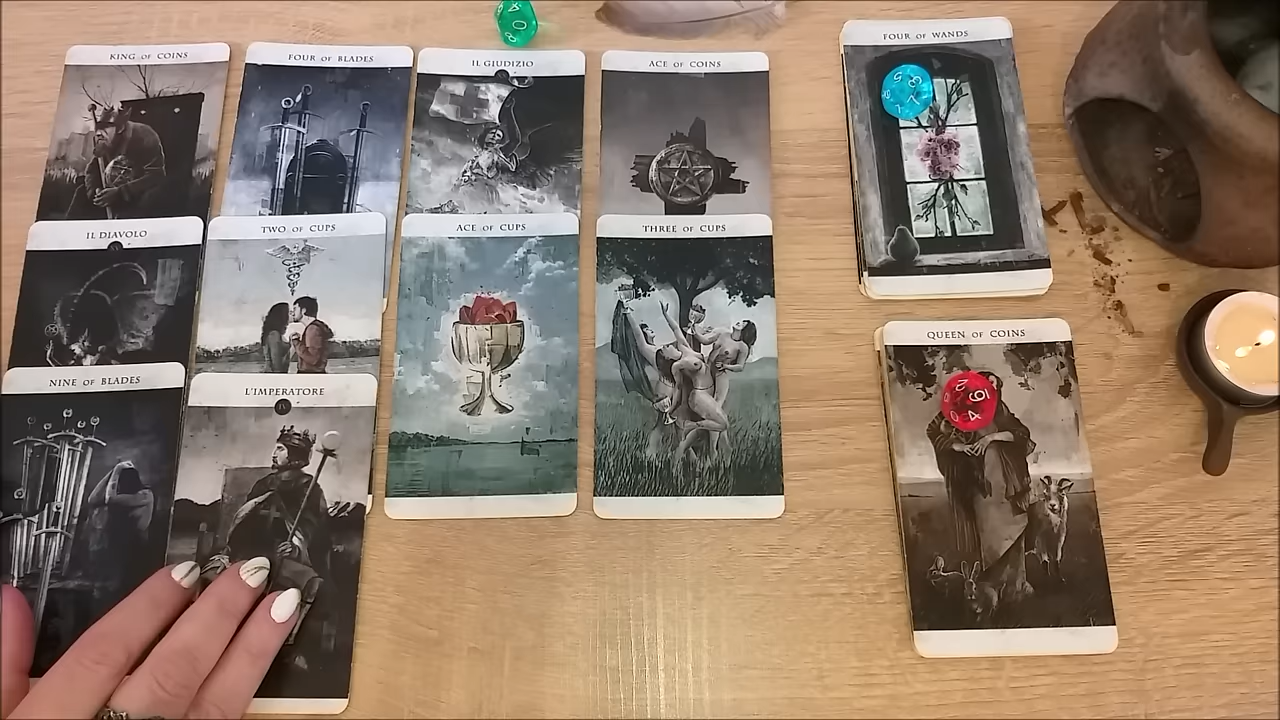 KING OF COINS
FOUR OF BLADES
IL GIUDIZIO
ACE OF COINS
FOUR OF WANDS
IL DIAVOLO
TWO OF CUPS
ACE OF CUPS
THREE OF CUPS
QUEEN OF COINS
NINE OF BLADES
L'IMPERATORE
IV